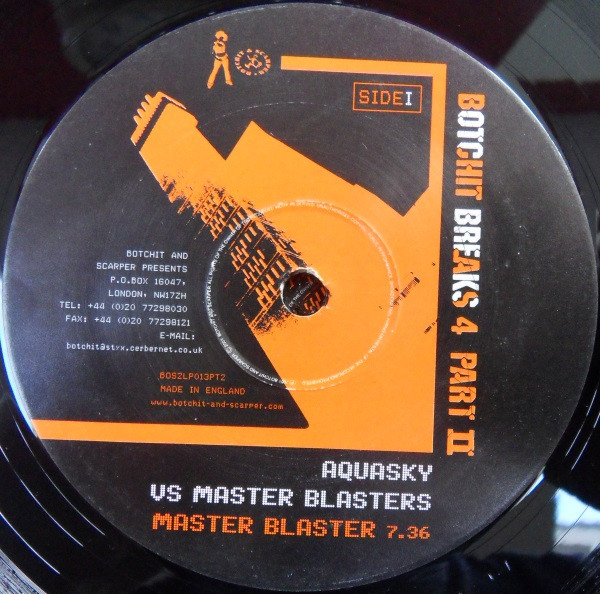 SIDE I
BOTCHIT BREAKS 4 PART II
BOTCHIT AND
SCARPER PRESENTS
P.O.BOX 16047,
LONDON, NW17ZH
TEL: +44 (0)20 77298030
FAX: +44 (0)20 77298121
E-MAIL:
botchit@styx.cerbernet.co.uk
BOS2LP013PT2
MADE IN ENGLAND
www.botchit-and-scarper.com
AQUASKY
VS MASTER BLASTERS
MASTER BLASTER 7.36